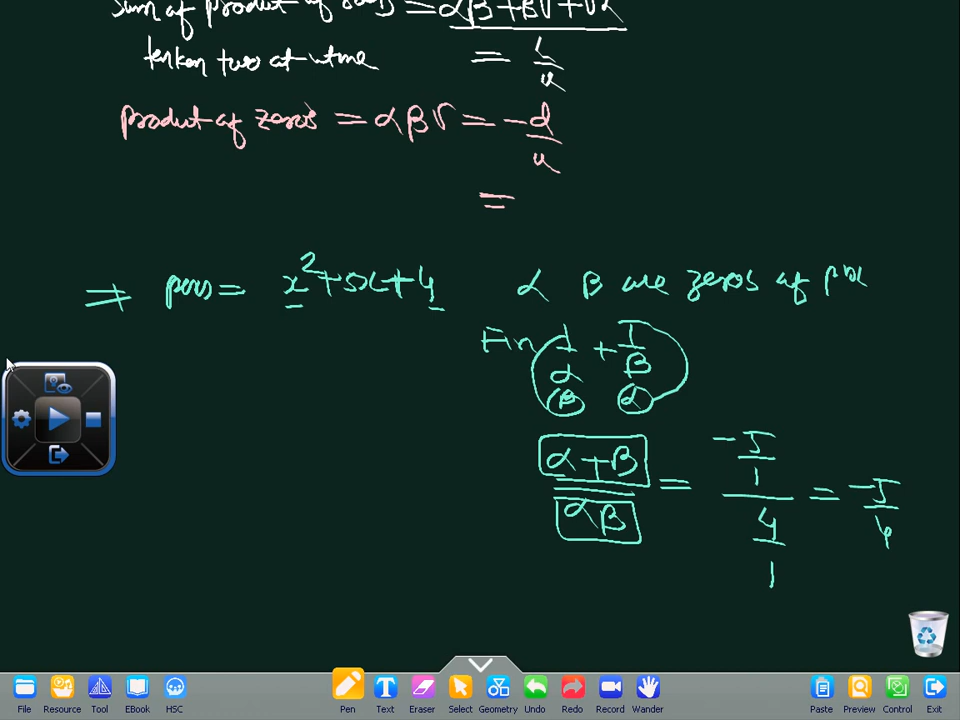 sum of product of zeros = αβ + βγ + γα
taken two at a time = c/a
product of zeros = αβγ = -d/a
=
⇒ p(x) = x² + 5x + 4 α β are zeros of p(x)
Fin 1/α + 1/β
β α
α + β / αβ = -5/1 / 4/1 = -5/4
File Resource Tool EBook HSC Pen Text Eraser Select Geometry Undo Redo Record Wander Paste Preview Control Exit